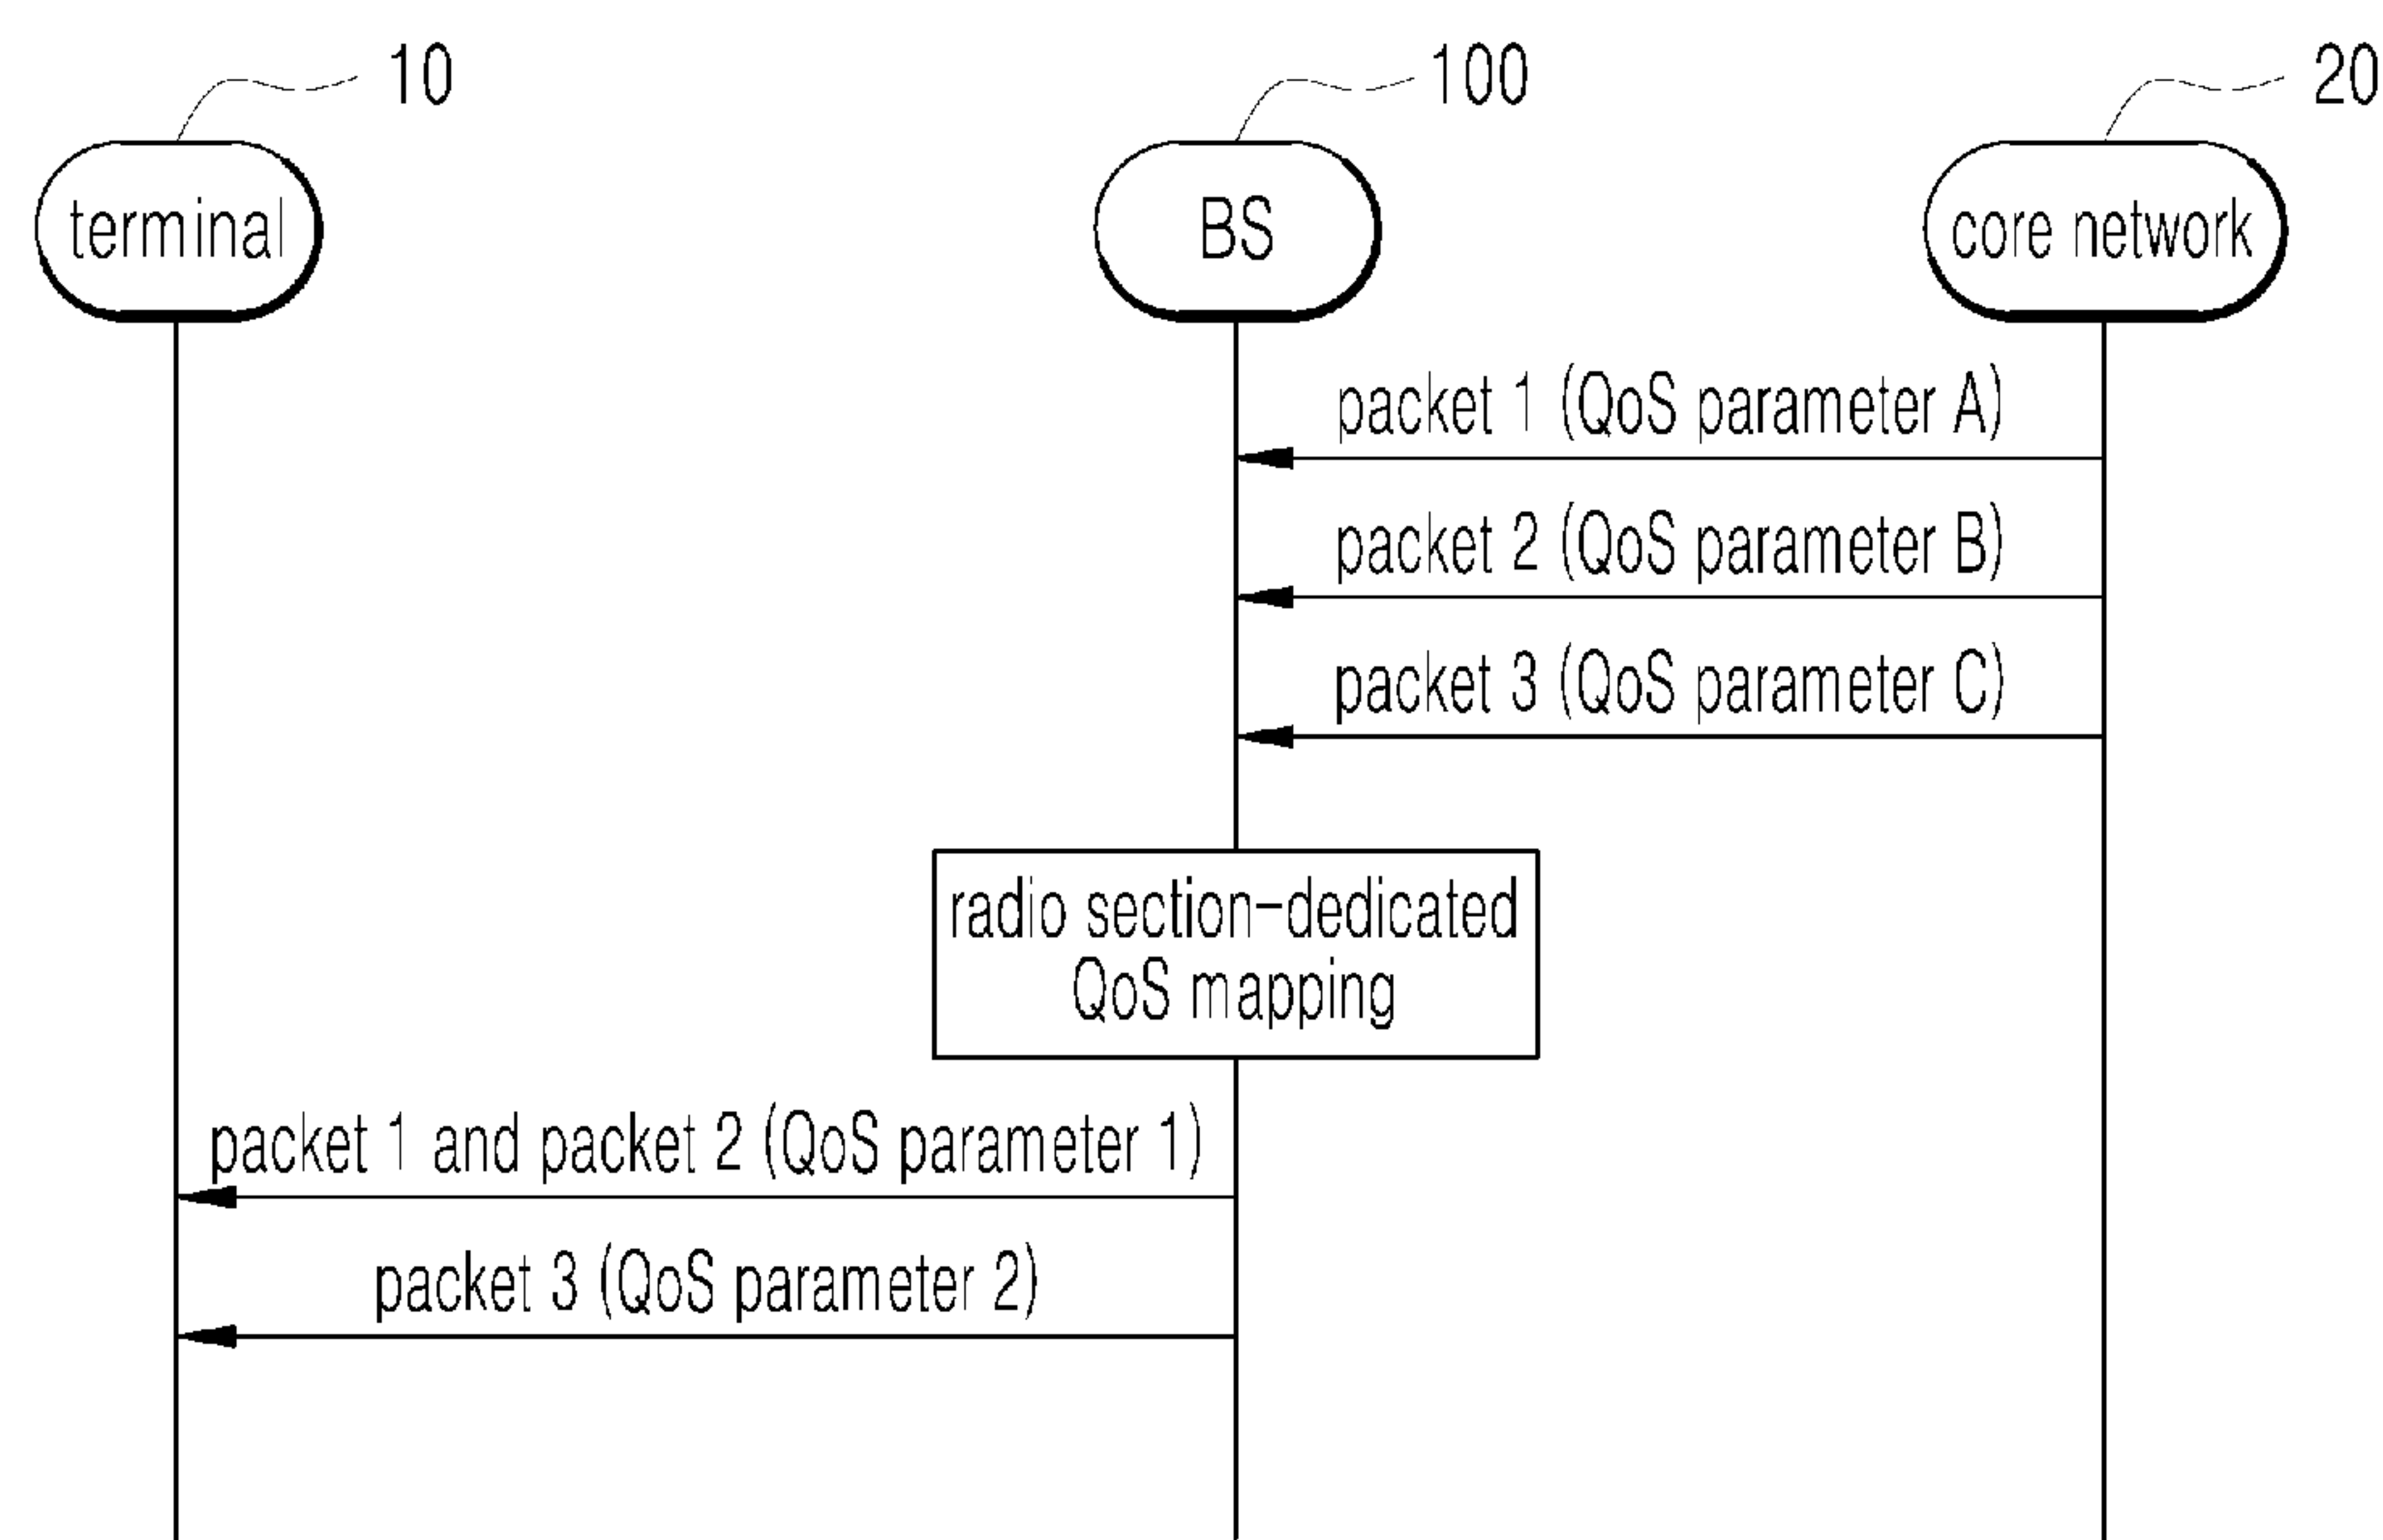 10
100
20
terminal
BS
core network
packet 1 (QoS parameter A)
packet 2 (QoS parameter B)
packet 3 (QoS parameter C)
radio section-dedicated
QoS mapping
packet 1 and packet 2 (QoS parameter 1)
packet 3 (QoS parameter 2)